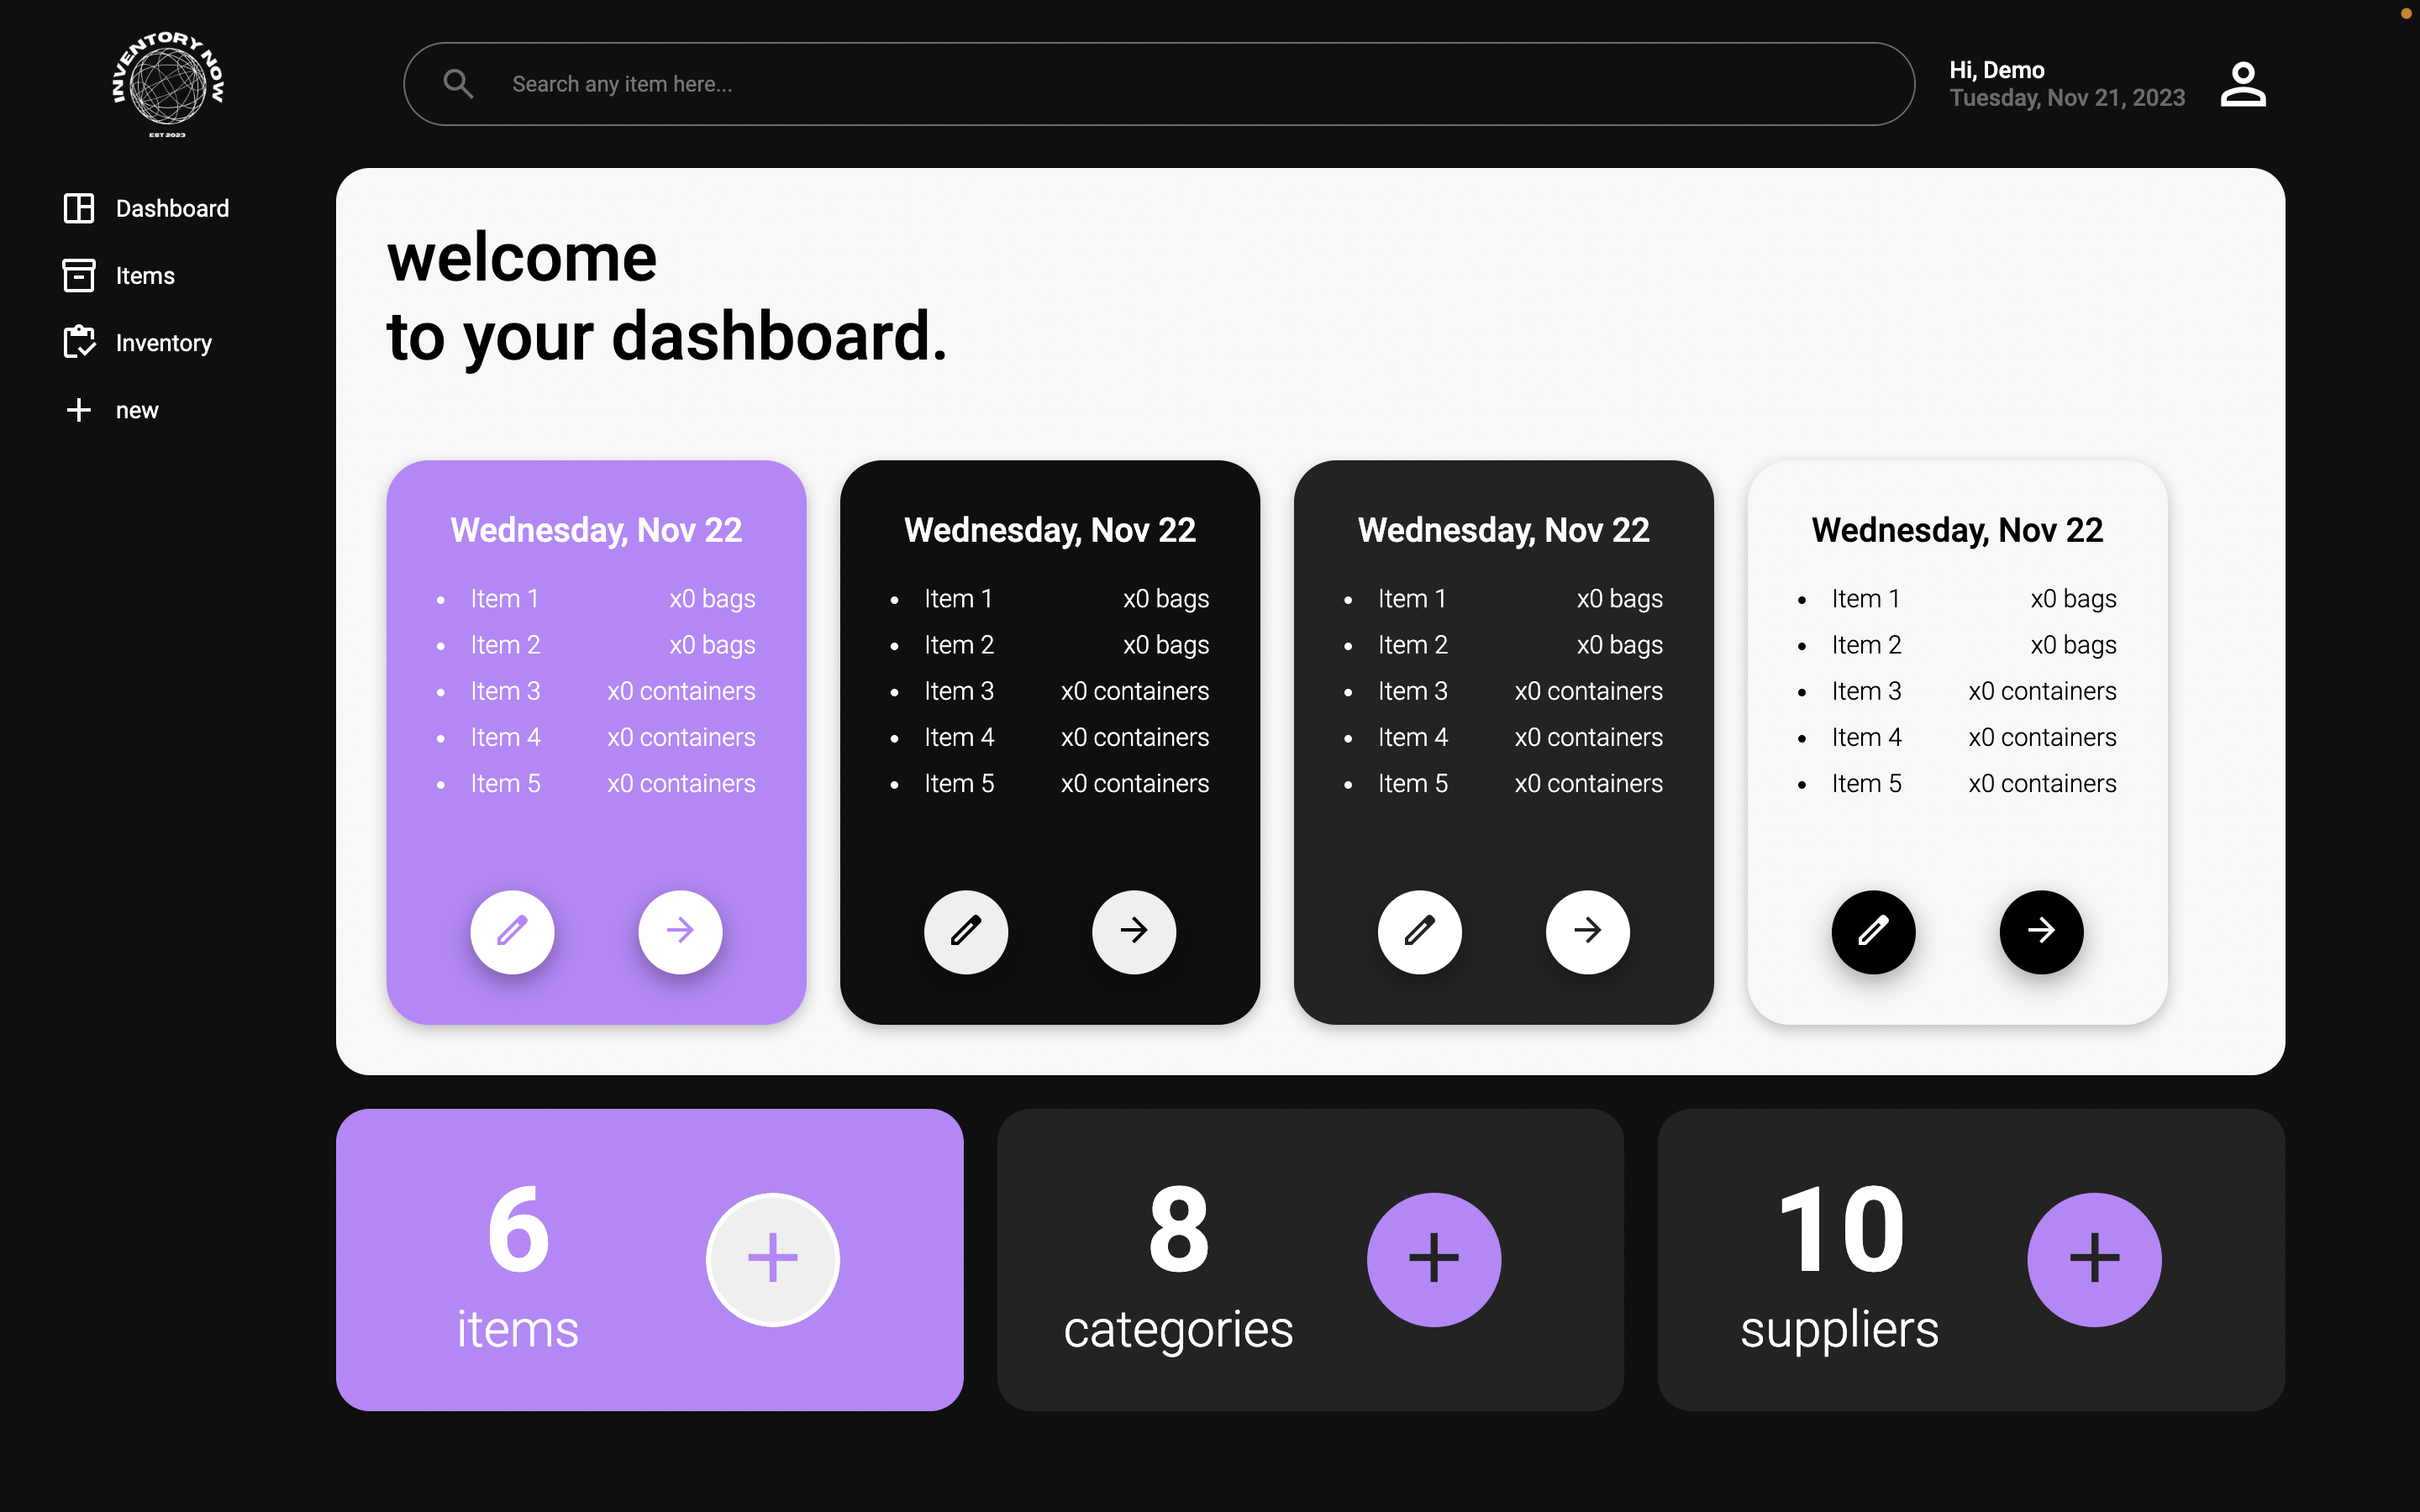 INVENTORY NOW
EST 2023
Search any item here...
Hi, Demo
Tuesday, Nov 21, 2023
Dashboard
Items
Inventory
new
welcome
to your dashboard.
Wednesday, Nov 22
Item 1 x0 bags
Item 2 x0 bags
Item 3 x0 containers
Item 4 x0 containers
Item 5 x0 containers
Wednesday, Nov 22
Item 1 x0 bags
Item 2 x0 bags
Item 3 x0 containers
Item 4 x0 containers
Item 5 x0 containers
Wednesday, Nov 22
Item 1 x0 bags
Item 2 x0 bags
Item 3 x0 containers
Item 4 x0 containers
Item 5 x0 containers
Wednesday, Nov 22
Item 1 x0 bags
Item 2 x0 bags
Item 3 x0 containers
Item 4 x0 containers
Item 5 x0 containers
6
items
8
categories
10
suppliers